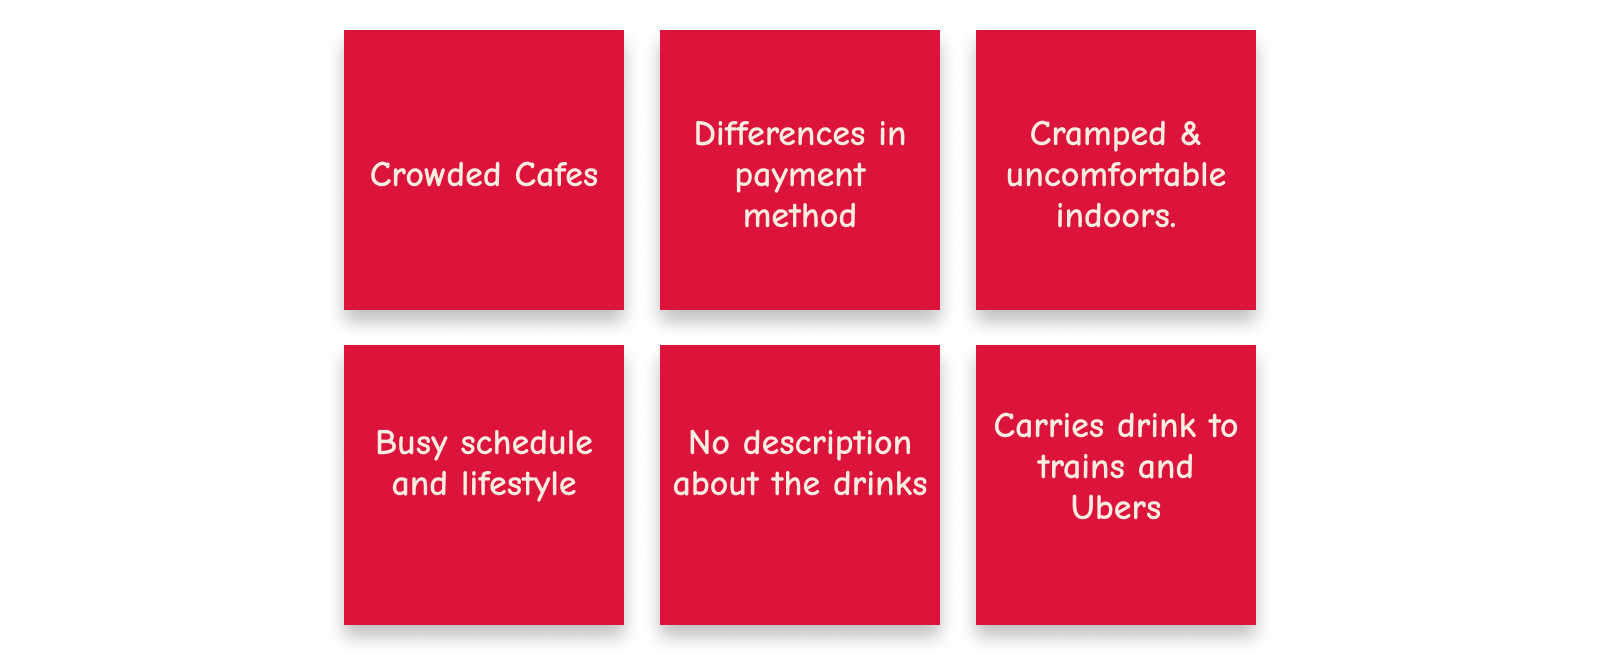 Crowded Cafes
Differences in
payment
method
Cramped &
uncomfortable
indoors.
Busy schedule
and lifestyle
No description
about the drinks
Carries drink to
trains and
Ubers